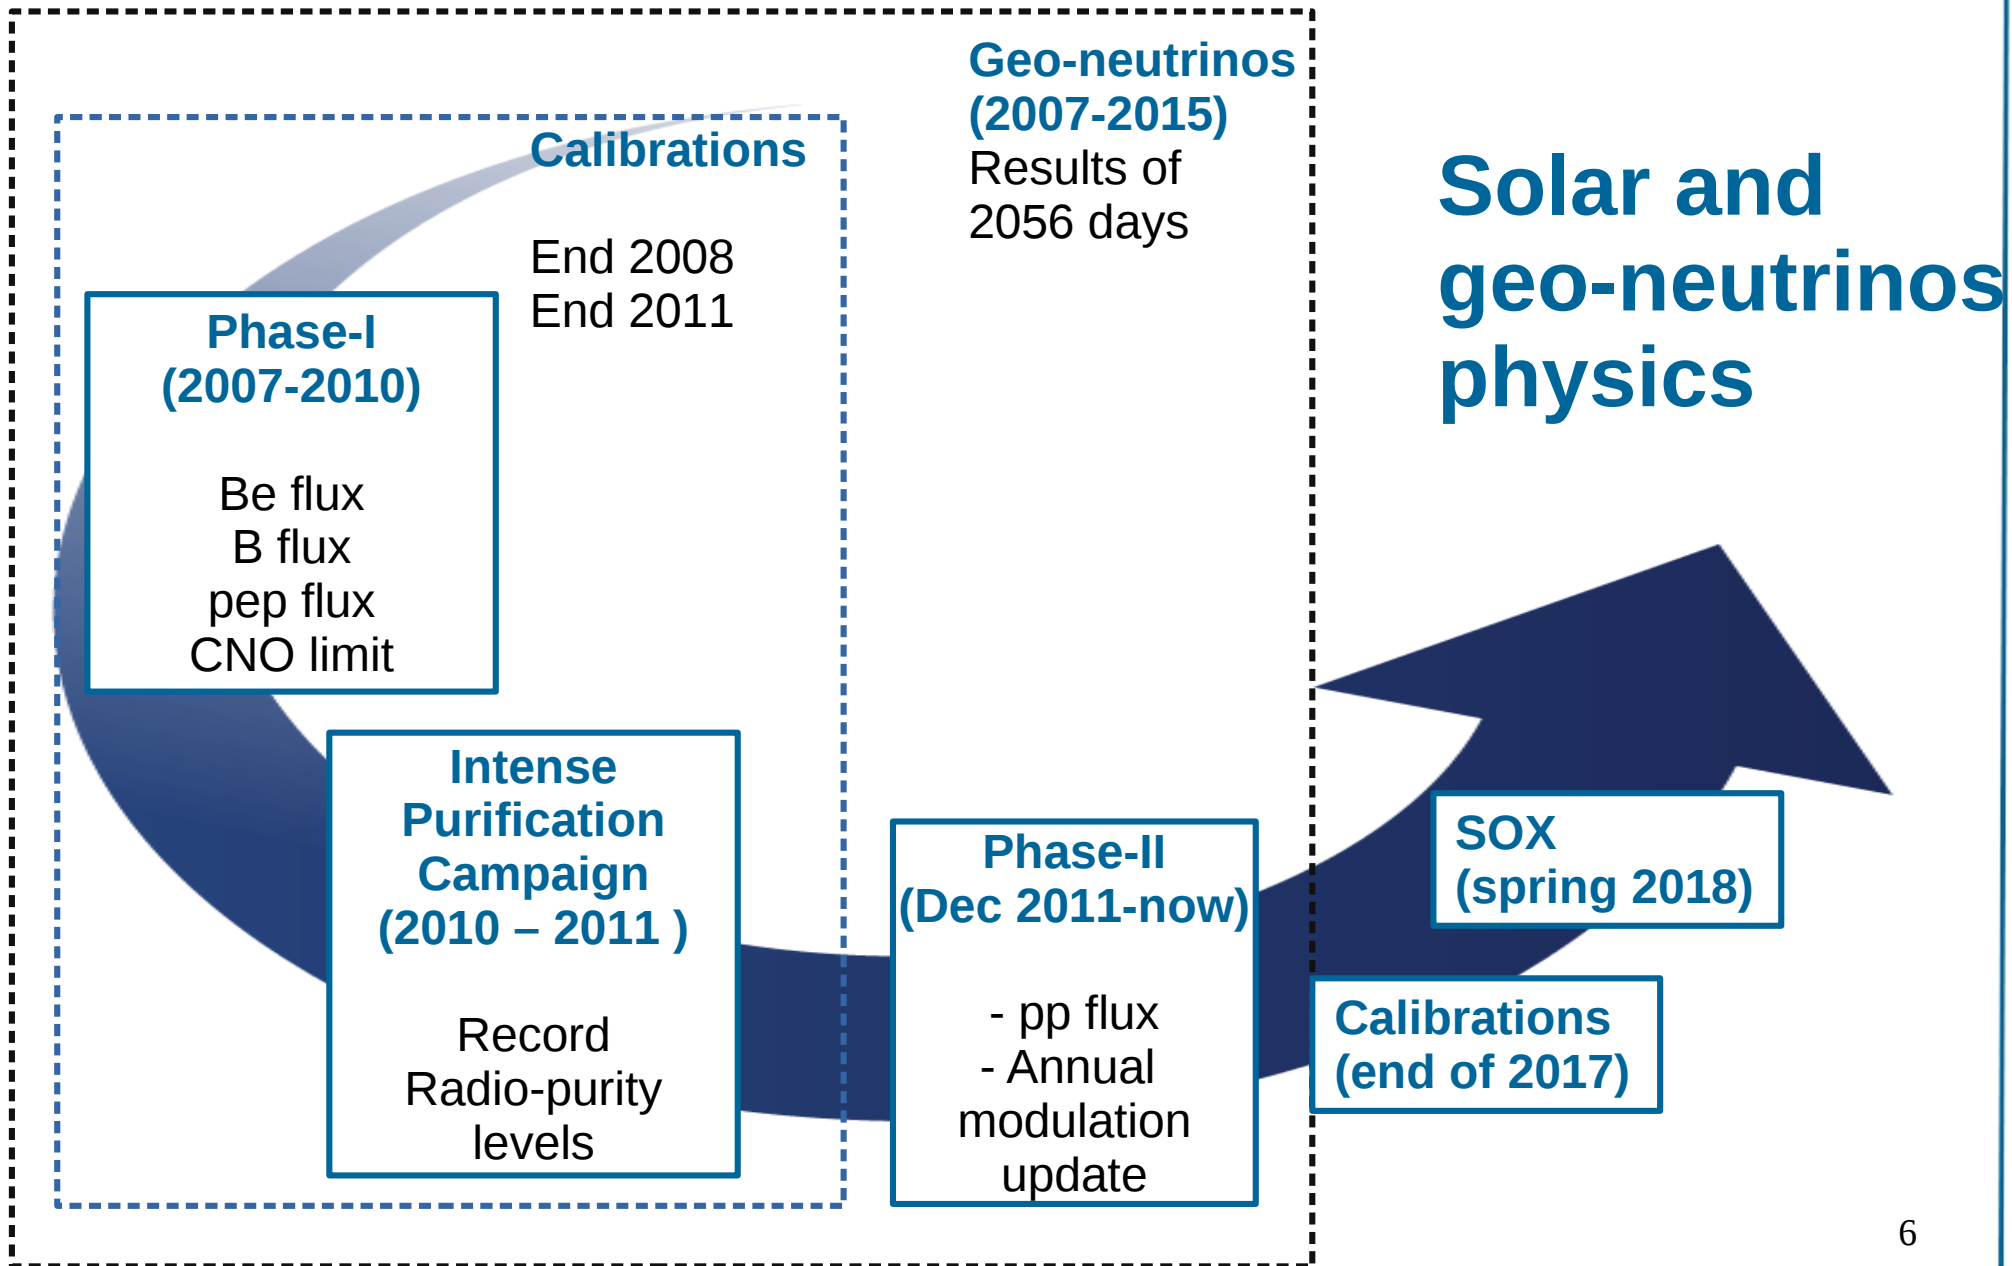 Geo-neutrinos
(2007-2015)
Results of
2056 days
Calibrations
End 2008
End 2011
Solar and
geo-neutrinos
physics
Phase-I
(2007-2010)
Be flux
B flux
pep flux
CNO limit
Intense
Purification
Campaign
(2010 – 2011 )
Record
Radio-purity
levels
Phase-II
(Dec 2011-now)
- pp flux
- Annual
modulation
update
SOX
(spring 2018)
Calibrations
(end of 2017)
6